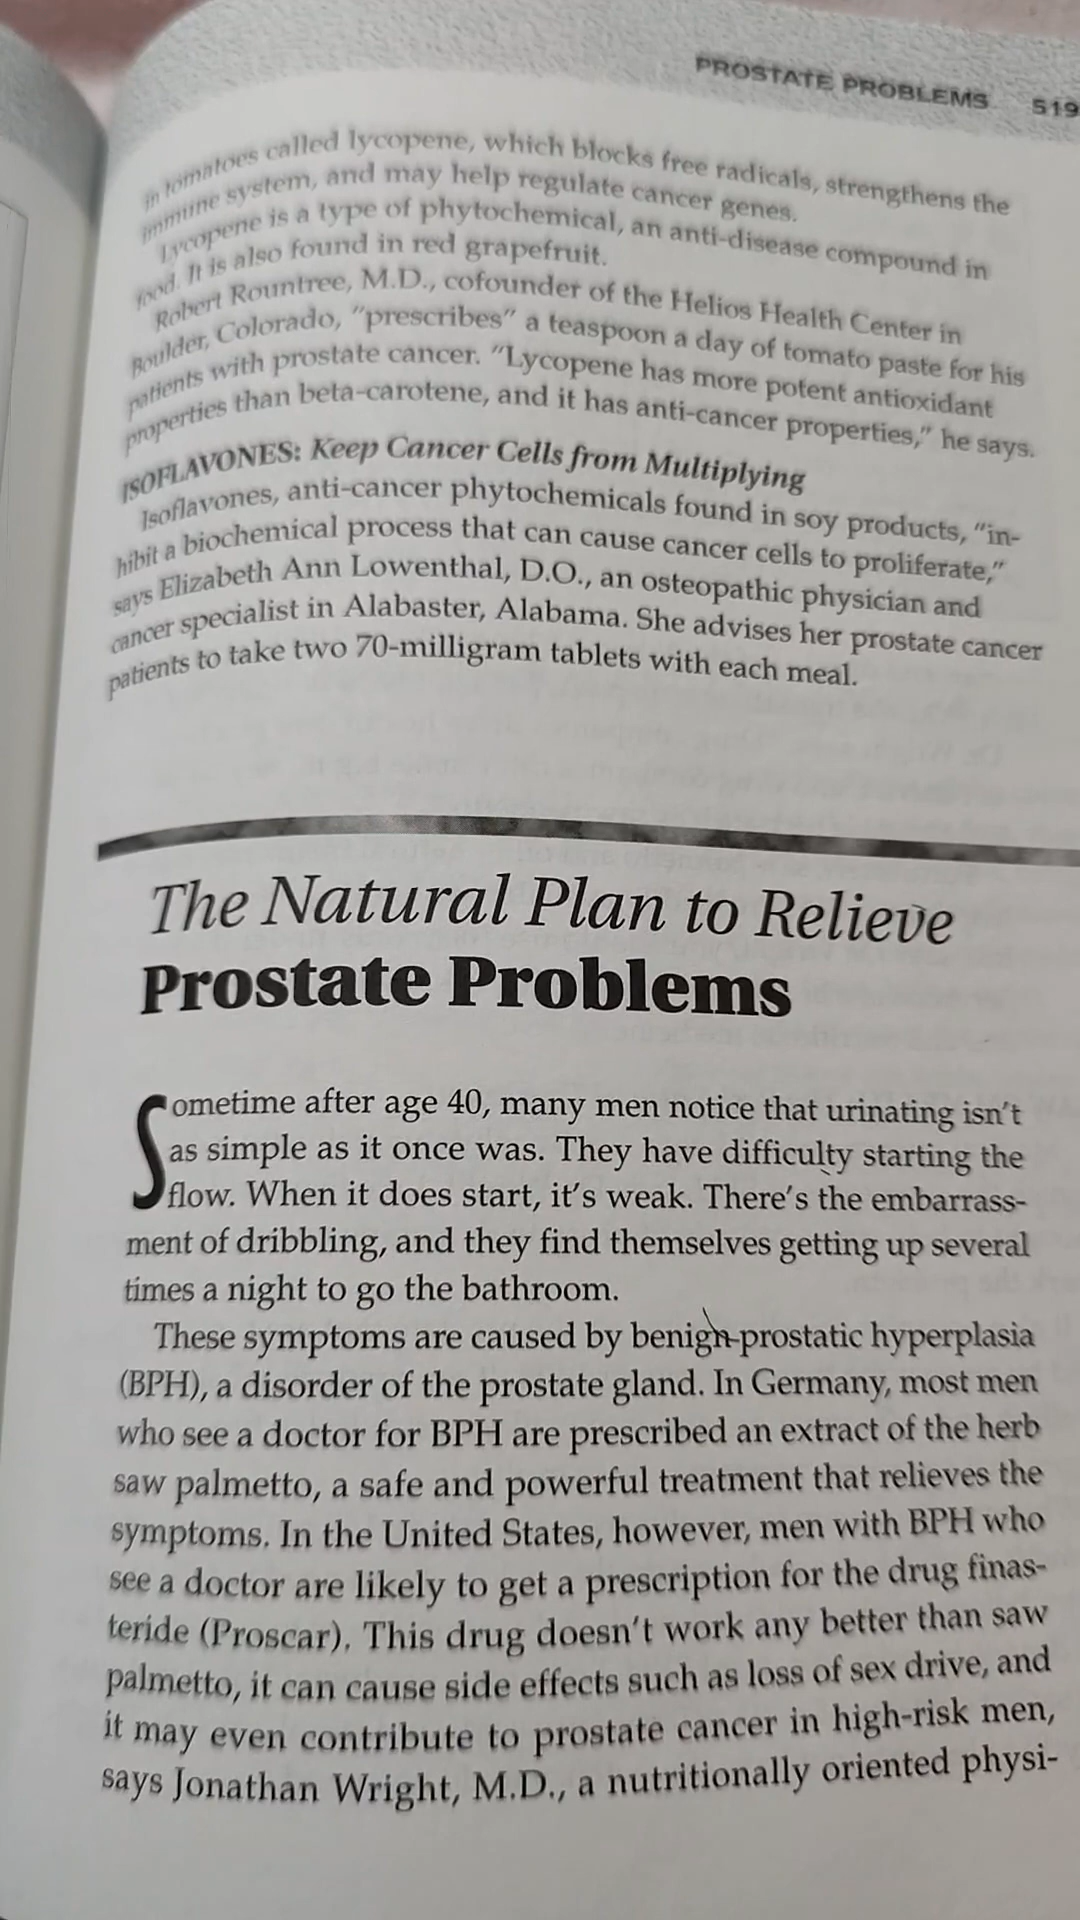 PROSTATE PROBLEMS 519
in tomatoes called lycopene, which blocks free radicals, strengthens the
immune system, and may help regulate cancer genes.
Lycopene is a type of phytochemical, an anti-disease compound in
food. It is also found in red grapefruit.
Robert Rountree, M.D., cofounder of the Helios Health Center in
Boulder, Colorado, "prescribes" a teaspoon a day of tomato paste for his
patients with prostate cancer. "Lycopene has more potent antioxidant
properties than beta-carotene, and it has anti-cancer properties," he says.
ISOFLAVONES: Keep Cancer Cells from Multiplying
Isoflavones, anti-cancer phytochemicals found in soy products, "in-
hibit a biochemical process that can cause cancer cells to proliferate,"
says Elizabeth Ann Lowenthal, D.O., an osteopathic physician and
cancer specialist in Alabaster, Alabama. She advises her prostate cancer
patients to take two 70-milligram tablets with each meal.
The Natural Plan to Relieve
Prostate Problems
Sometime after age 40, many men notice that urinating isn't
as simple as it once was. They have difficulty starting the
flow. When it does start, it's weak. There's the embarrass-
ment of dribbling, and they find themselves getting up several
times a night to go the bathroom.
These symptoms are caused by benign prostatic hyperplasia
(BPH), a disorder of the prostate gland. In Germany, most men
who see a doctor for BPH are prescribed an extract of the herb
saw palmetto, a safe and powerful treatment that relieves the
symptoms. In the United States, however, men with BPH who
see a doctor are likely to get a prescription for the drug finas-
teride (Proscar). This drug doesn't work any better than saw
palmetto, it can cause side effects such as loss of sex drive, and
it may even contribute to prostate cancer in high-risk men,
says Jonathan Wright, M.D., a nutritionally oriented physi-